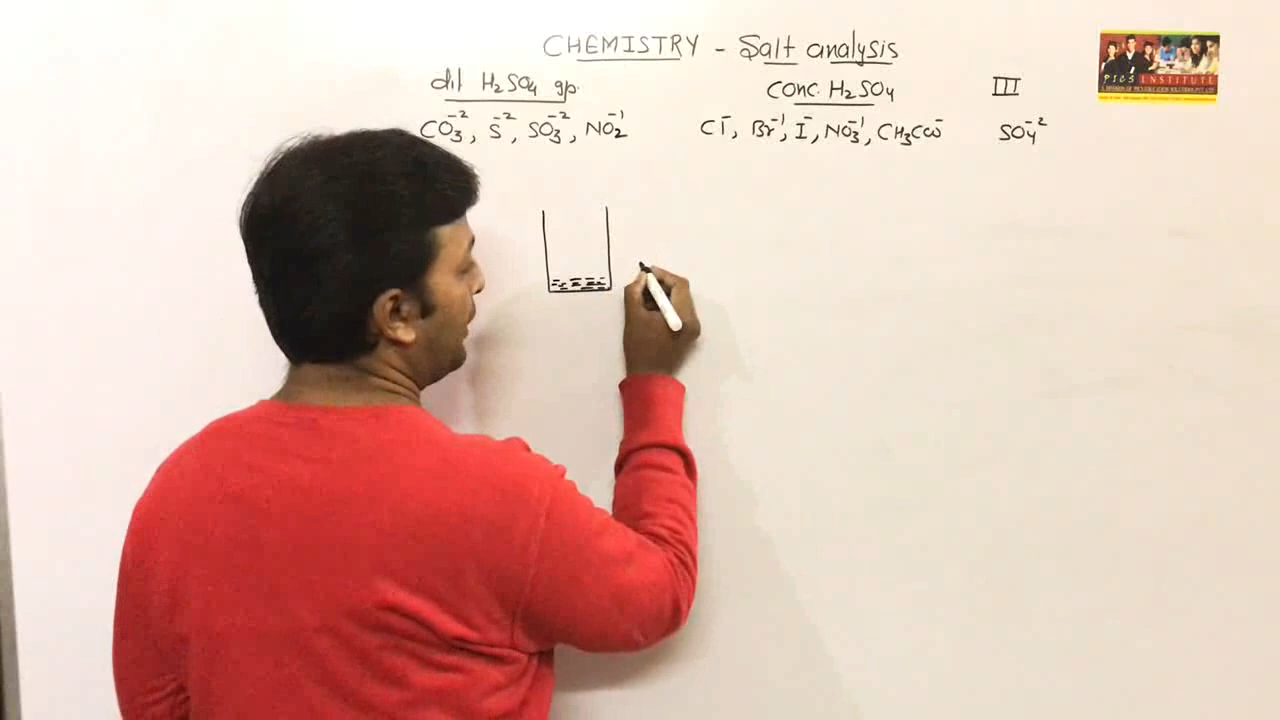 CHEMISTRY - Salt analysis
dil H₂SO₄ gp.
CO₃⁻², S⁻², SO₃⁻², NO₂⁻¹
Conc. H₂SO₄
Cl⁻, Br⁻¹, I⁻, NO₃⁻¹, CH₃COO⁻
III
SO₄⁻²
PICS INSTITUTE